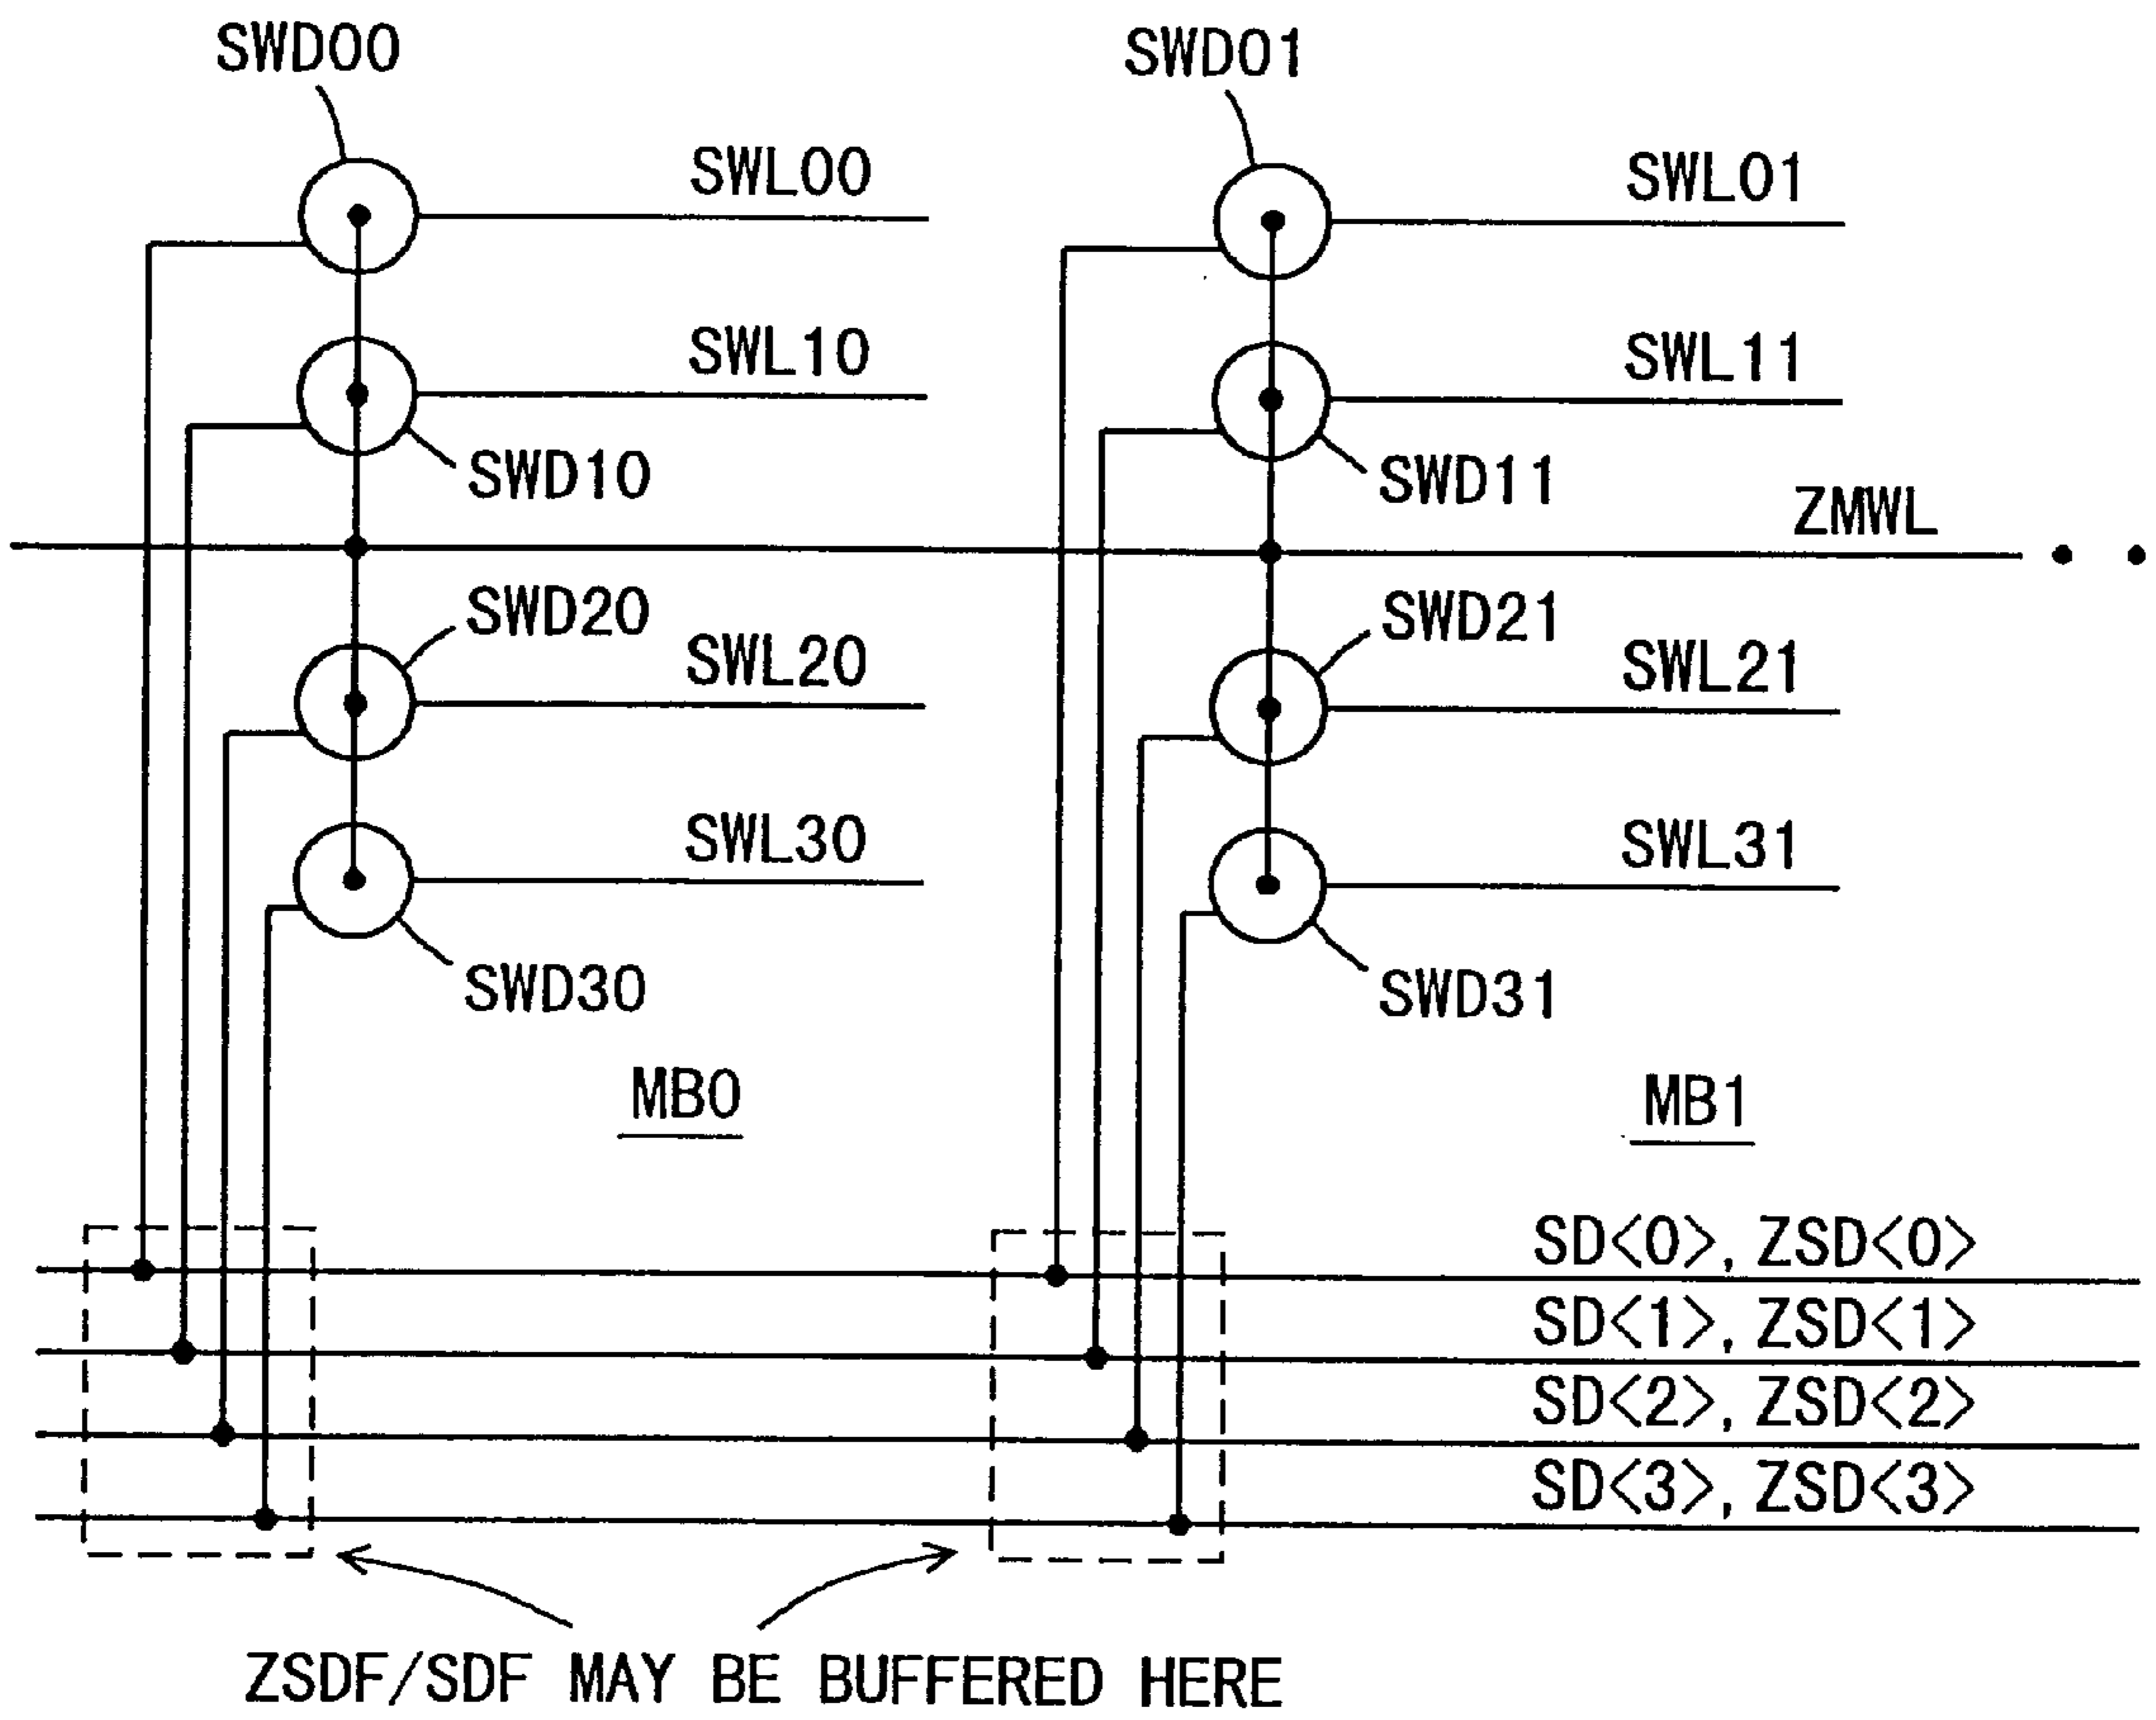 SWD00
SWD01
SWL00
SWL01
SWL10
SWL11
SWD10
SWD11
ZMWL
SWD20
SWD21
SWL20
SWL21
SWL30
SWL31
SWD30
SWD31
MB0
MB1
SD<0>, ZSD<0>
SD<1>, ZSD<1>
SD<2>, ZSD<2>
SD<3>, ZSD<3>
ZSDF/SDF MAY BE BUFFERED HERE